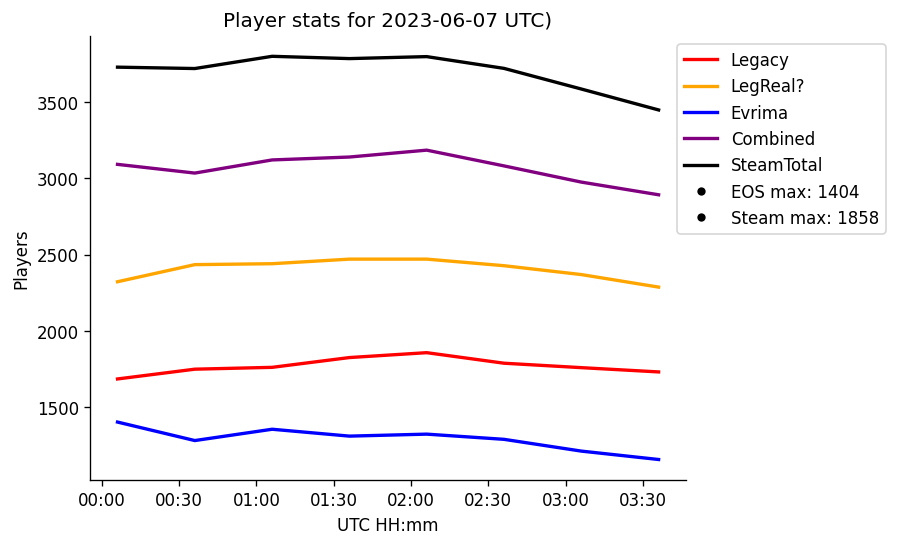 Player stats for 2023-06-07 UTC)
Players
3500
3000
2500
2000
1500
00:00 00:30 01:00 01:30 02:00 02:30 03:00 03:30
UTC HH:mm
Legacy
LegReal?
Evrima
Combined
SteamTotal
EOS max: 1404
Steam max: 1858